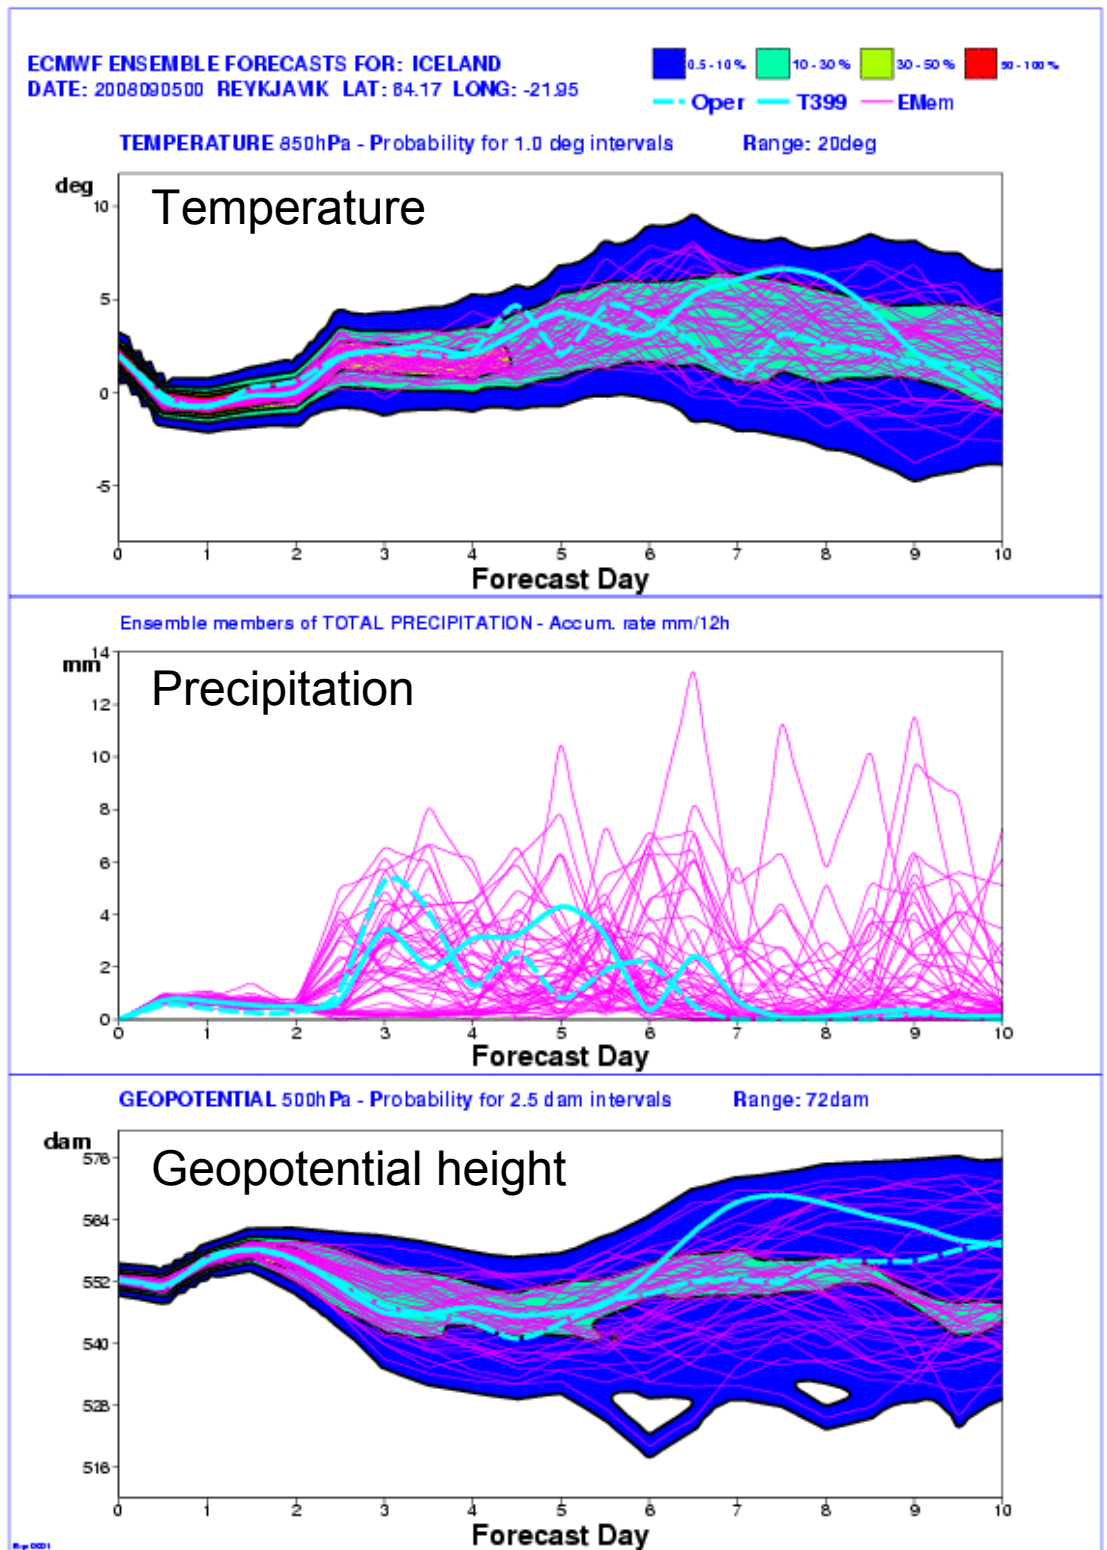 ECMWF ENSEMBLE FORECASTS FOR: ICELAND
DATE: 2008090500 REYKJAVIK LAT: 64.17 LONG: -21.95
0.5 - 10 % 10 - 30 % 30 - 50 % 50 - 100 %
Oper T399 EMem
TEMPERATURE 850hPa - Probability for 1.0 deg intervals Range: 20deg
deg
Temperature
10
5
0
-5
0 1 2 3 4 5 6 7 8 9 10
Forecast Day
Ensemble members of TOTAL PRECIPITATION - Accum. rate mm/12h
mm
Precipitation
14
12
10
8
6
4
2
0
0 1 2 3 4 5 6 7 8 9 10
Forecast Day
GEOPOTENTIAL 500hPa - Probability for 2.5 dam intervals Range: 72dam
dam
Geopotential height
576
564
552
540
528
516
0 1 2 3 4 5 6 7 8 9 10
Forecast Day